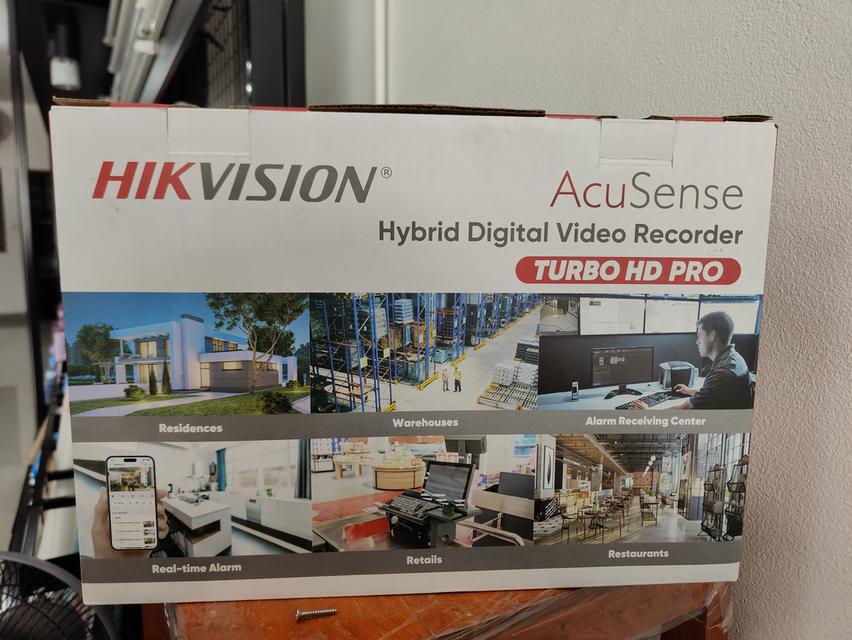 HIKVISION®
AcuSense
Hybrid Digital Video Recorder
TURBO HD PRO
Residences
Warehouses
Alarm Receiving Center
Real-time Alarm
Retails
Restaurants